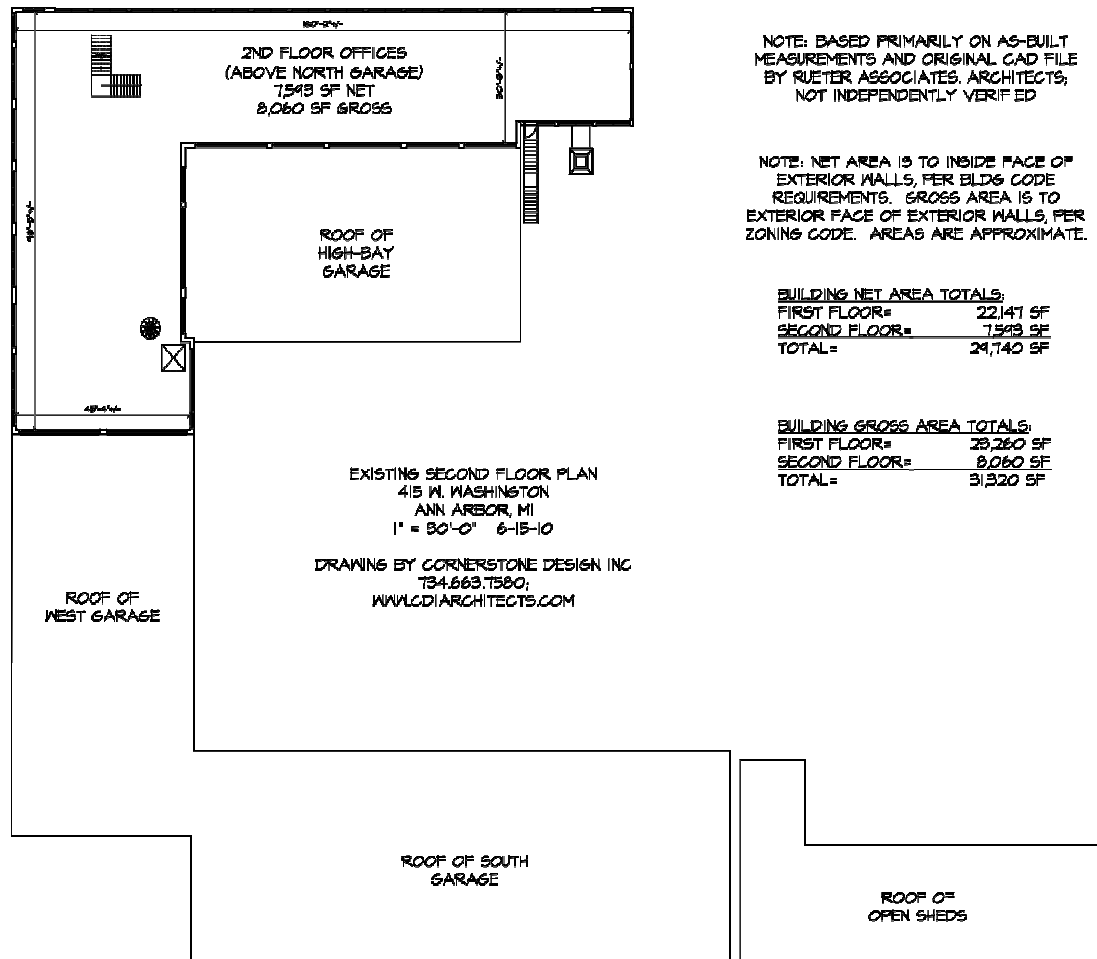 2ND FLOOR OFFICES
(ABOVE NORTH GARAGE)
7,593 SF NET
8,060 SF GROSS
ROOF OF
HIGH-BAY
GARAGE
NOTE: BASED PRIMARILY ON AS-BUILT
MEASUREMENTS AND ORIGINAL CAD FILE
BY RUETER ASSOCIATES. ARCHITECTS;
NOT INDEPENDENTLY VERIFIED
NOTE: NET AREA IS TO INSIDE FACE OF
EXTERIOR WALLS, PER BLDG CODE
REQUIREMENTS. GROSS AREA IS TO
EXTERIOR FACE OF EXTERIOR WALLS, PER
ZONING CODE. AREAS ARE APPROXIMATE.
BUILDING NET AREA TOTALS:
FIRST FLOOR= 22,147 SF
SECOND FLOOR= 7,593 SF
TOTAL= 29,740 SF
BUILDING GROSS AREA TOTALS:
FIRST FLOOR= 23,260 SF
SECOND FLOOR= 8,060 SF
TOTAL= 31,320 SF
EXISTING SECOND FLOOR PLAN
415 W. WASHINGTON
ANN ARBOR, MI
1" = 30'-0" 6-15-10
DRAWING BY CORNERSTONE DESIGN INC
734.663.7580;
WWW.CDIARCHITECTS.COM
ROOF OF
WEST GARAGE
ROOF OF SOUTH
GARAGE
ROOF OF
OPEN SHEDS